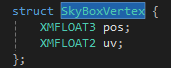 struct SkyBoxVertex {
XMFLOAT3 pos;
XMFLOAT2 uv;
};